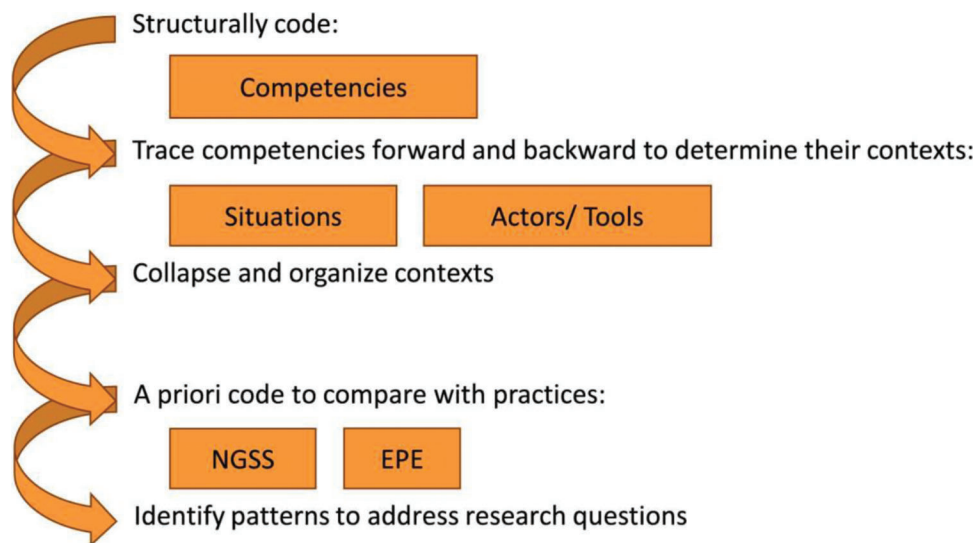 Structurally code:
Competencies
Trace competencies forward and backward to determine their contexts:
Situations
Actors/ Tools
Collapse and organize contexts
A priori code to compare with practices:
NGSS
EPE
Identify patterns to address research questions